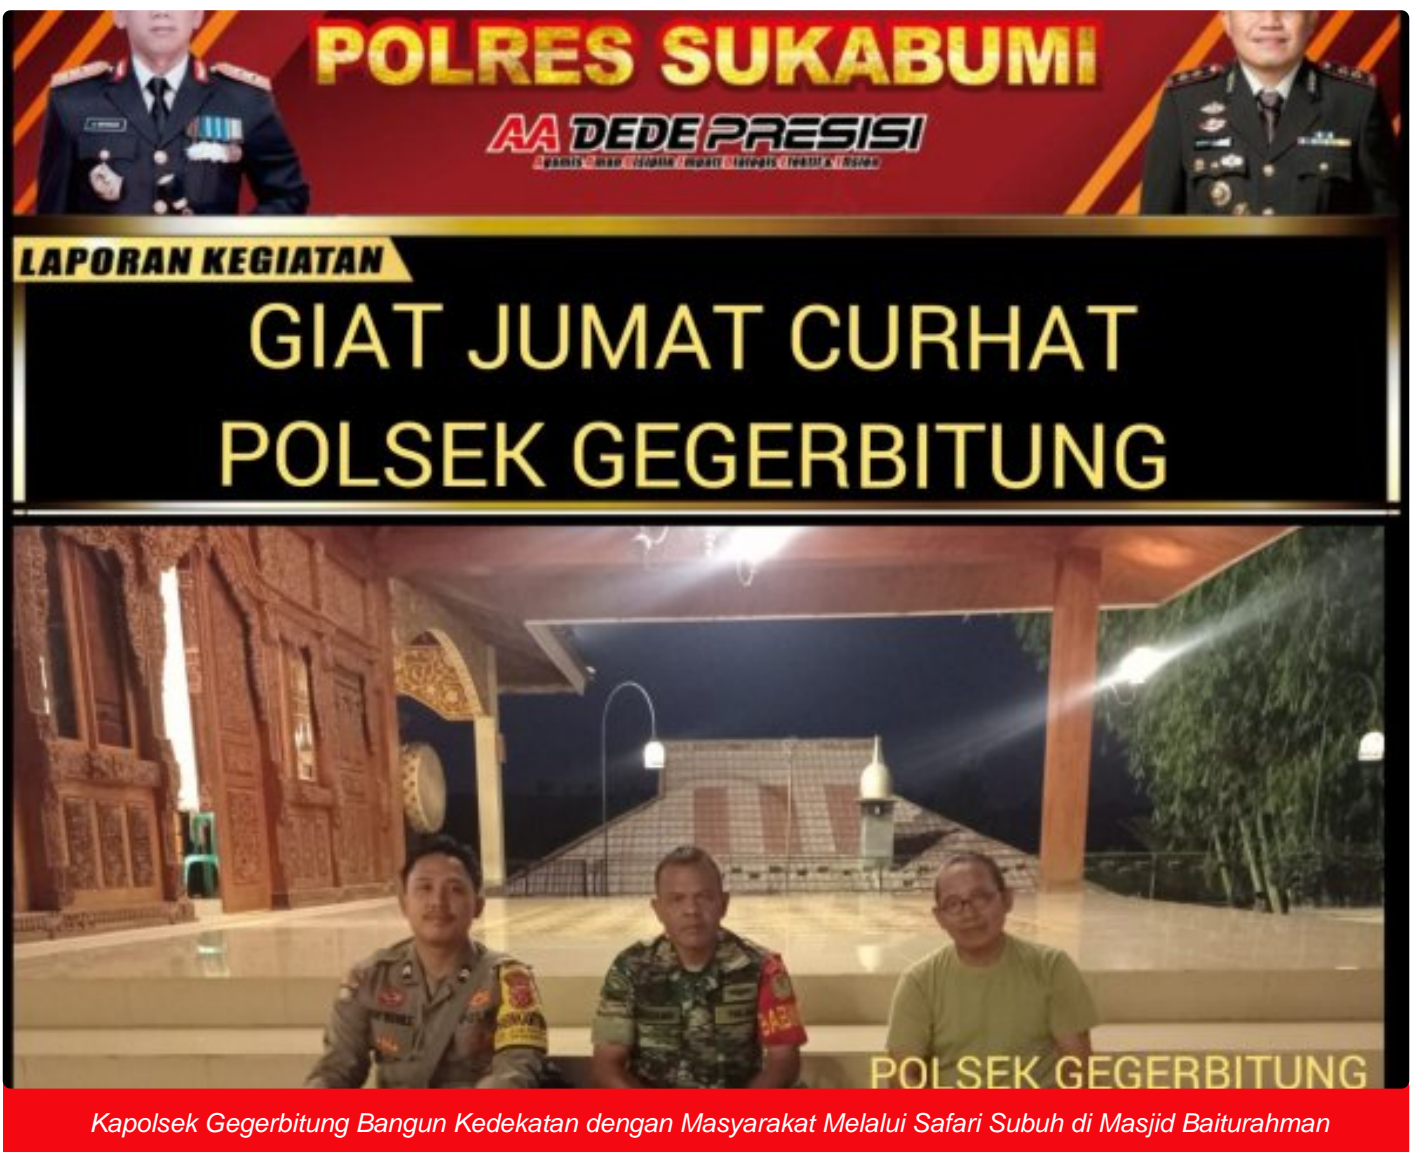 POLRES SUKABUMI
AA DEDE PRESISI
LAPORAN KEGIATAN
GIAT JUMAT CURHAT
POLSEK GEGERBITUNG
BAB
POLSEK GEGERBITUNG
Kapolsek Gegerbitung Bangun Kedekatan dengan Masyarakat Melalui Safari Subuh di Masjid Baiturahman